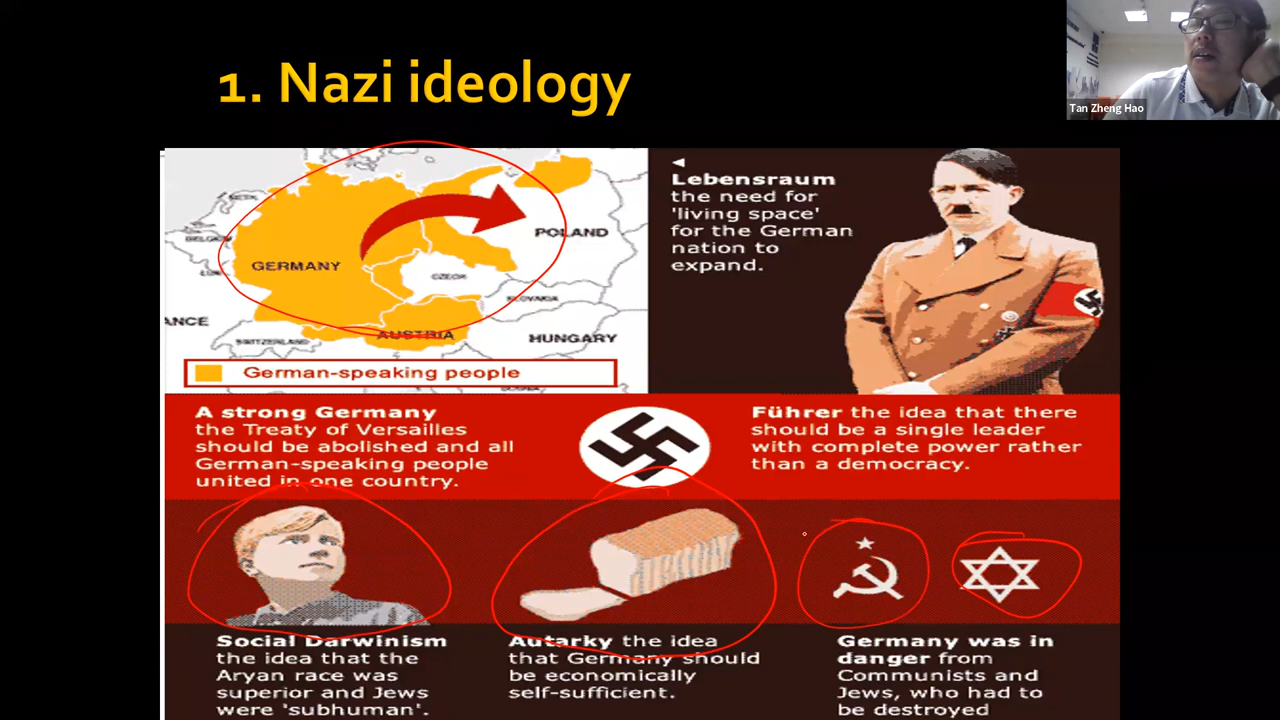 1. Nazi ideology
Tan Zheng Hao
BELGIUM
GERMANY
POLAND
CZECH
SLOVAKIA
ANCE
SWITZERLAND
AUSTRIA
HUNGARY
German-speaking people
Lebensraum
the need for
'living space'
for the German
nation to
expand.
A strong Germany
the Treaty of Versailles
should be abolished and all
German-speaking people
united in one country.
Führer the idea that there
should be a single leader
with complete power rather
than a democracy.
Social Darwinism
the idea that the
Aryan race was
superior and Jews
were 'subhuman'.
Autarky the idea
that Germany should
be economically
self-sufficient.
Germany was in
danger from
Communists and
Jews, who had to
be destroyed